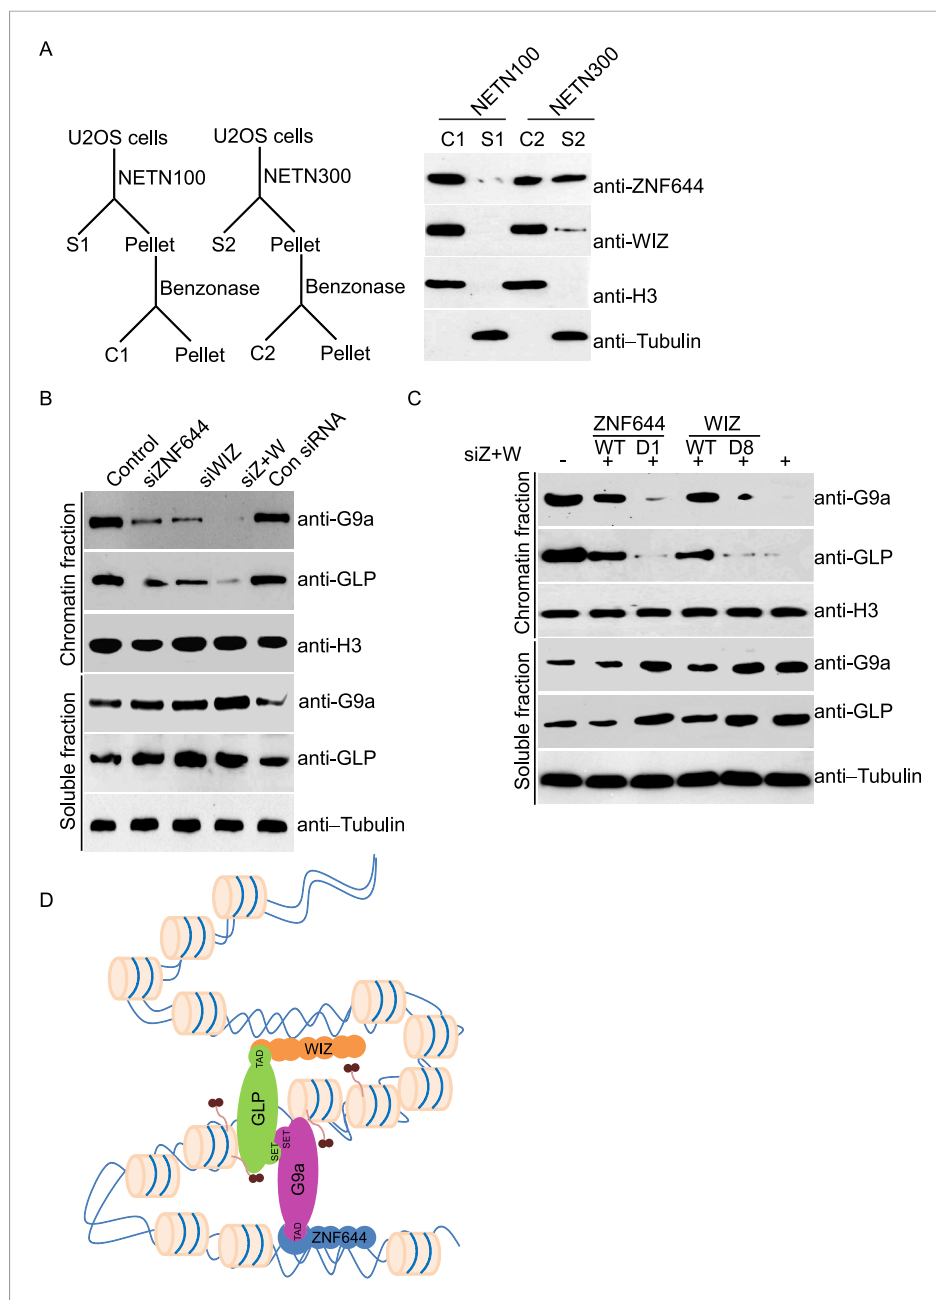 A
U2OS cells U2OS cells
NETN100 NETN300
S1 Pellet S2 Pellet
Benzonase Benzonase
C1 Pellet C2 Pellet
NETN100 NETN300
C1 S1 C2 S2
anti-ZNF644
anti-WIZ
anti-H3
anti–Tubulin
B
Control siZNF644 siWIZ siZ+W Con siRNA
Chromatin fraction
anti-G9a
anti-GLP
anti-H3
Soluble fraction
anti-G9a
anti-GLP
anti–Tubulin
C
ZNF644 WIZ
WT D1 WT D8
siZ+W - + + + + +
Chromatin fraction
anti-G9a
anti-GLP
anti-H3
Soluble fraction
anti-G9a
anti-GLP
anti–Tubulin
D
WIZ
TAD
GLP
SET
SET
G9a
TAD
ZNF644